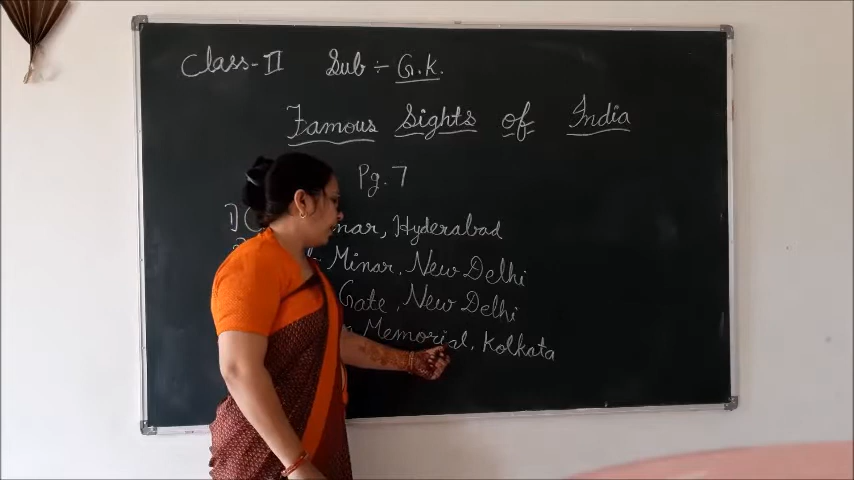 Class-II Sub ÷ G.K.
Famous Sights of India
Pg. 7
1) nar, Hyderabad
Minar, New Delhi
Gate, New Delhi
Memorial, Kolkata